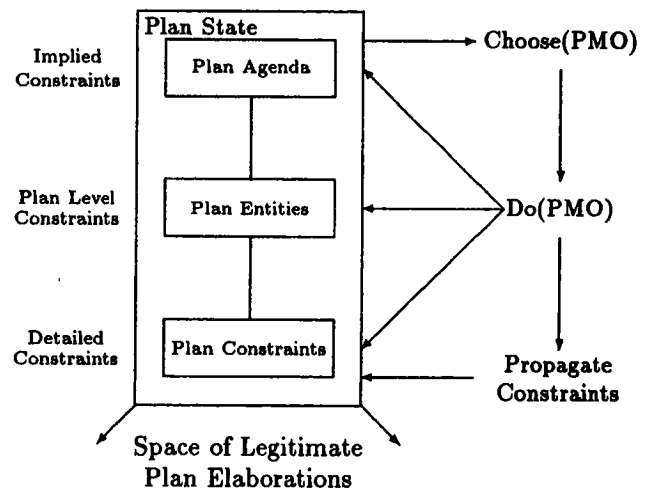 Plan State
Implied
Constraints
Plan Agenda
Choose(PMO)
Plan Level
Constraints
Plan Entities
Do(PMO)
Detailed
Constraints
Plan Constraints
Propagate
Constraints
Space of Legitimate
Plan Elaborations